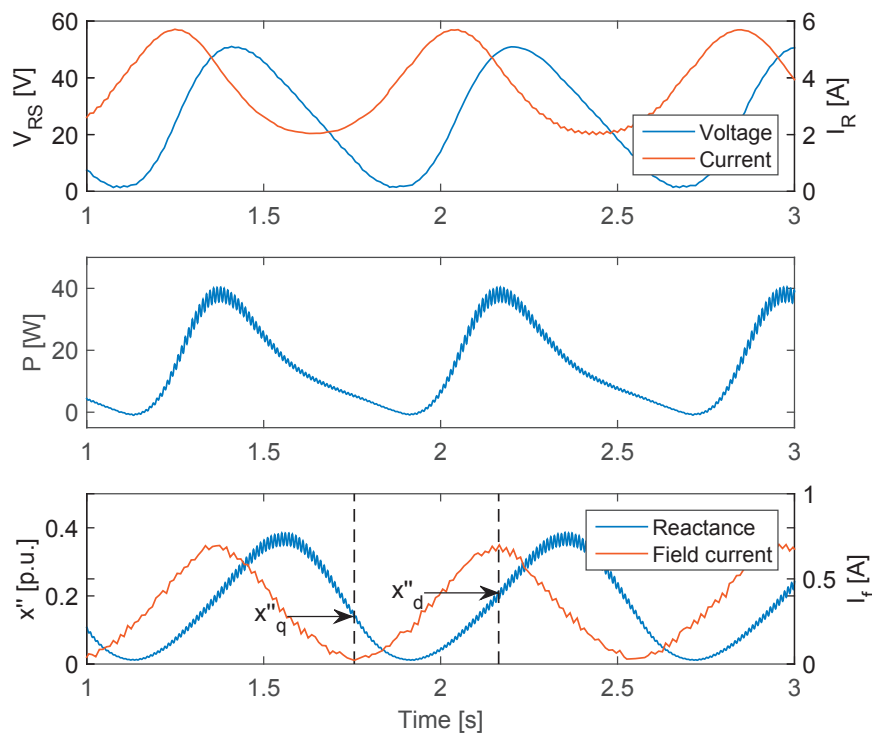 60
40
20
0
V_RS [V]
6
4
2
0
I_R [A]
Voltage
Current
1
1.5
2
2.5
3
40
20
0
P [W]
1
1.5
2
2.5
3
0.4
0.2
0
x" [p.u.]
1
0.5
0
I_f [A]
Reactance
Field current
x"_q
x"_d
1
1.5
2
2.5
3
Time [s]